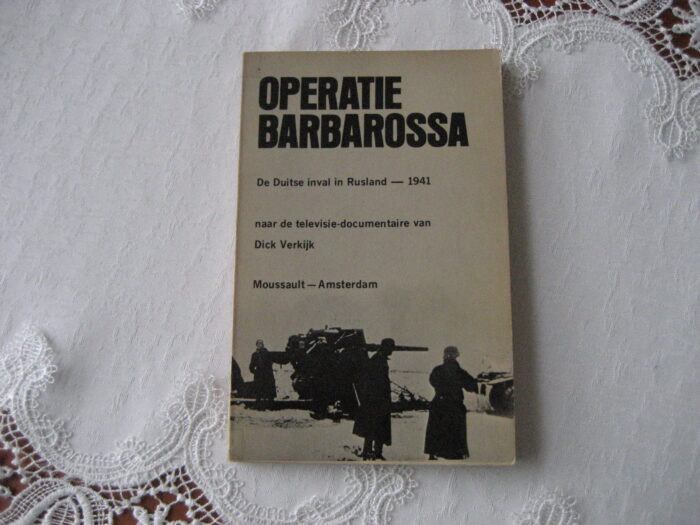 OPERATIE
BARBAROSSA
De Duitse inval in Rusland — 1941
naar de televisie-documentaire van
Dick Verkijk
Moussault — Amsterdam